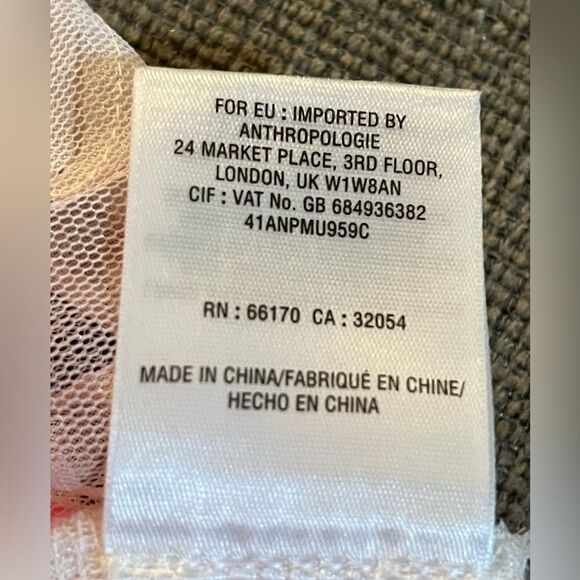 FOR EU : IMPORTED BY
ANTHROPOLOGIE
24 MARKET PLACE, 3RD FLOOR,
LONDON, UK W1W8AN
CIF : VAT No. GB 684936382
41ANPMU959C
RN : 66170 CA : 32054
MADE IN CHINA/FABRIQUÉ EN CHINE/
HECHO EN CHINA